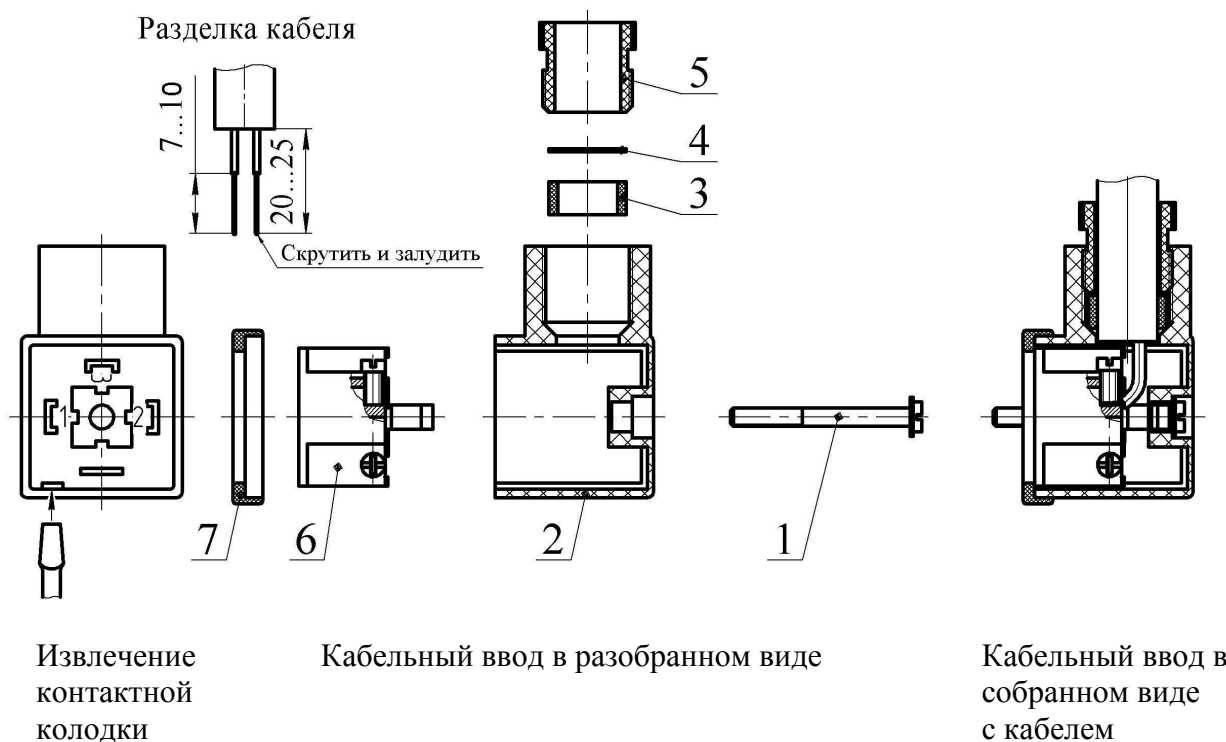 Разделка кабеля
7...10
20...25
Скрутить и залудить
5
4
3
3
1 2
7
6
2
1
Извлечение
контактной
колодки
Кабельный ввод в разобранном виде
Кабельный ввод в
собранном виде
с кабелем